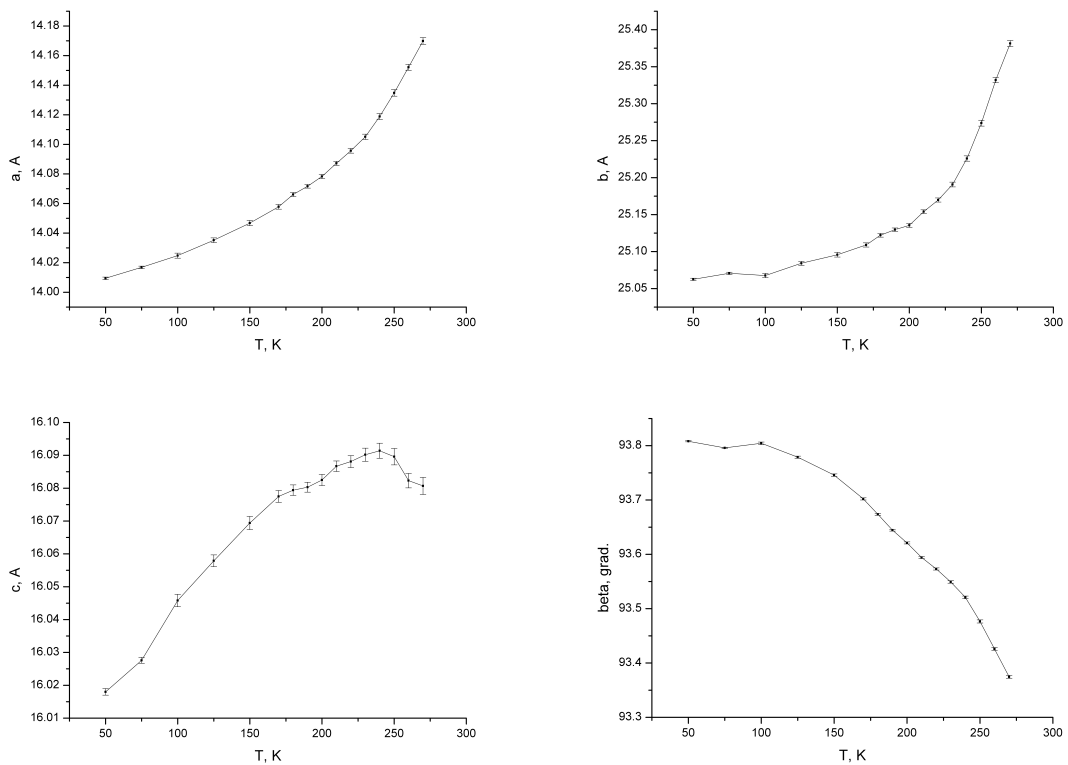 14.18
14.16
14.14
14.12
14.10
14.08
14.06
14.04
14.02
14.00
a, A
50 100 150 200 250 300
T, K
25.40
25.35
25.30
25.25
25.20
25.15
25.10
25.05
b, A
50 100 150 200 250 300
T, K
16.10
16.09
16.08
16.07
16.06
16.05
16.04
16.03
16.02
16.01
c, A
50 100 150 200 250 300
T, K
93.8
93.7
93.6
93.5
93.4
93.3
beta, grad.
50 100 150 200 250 300
T, K